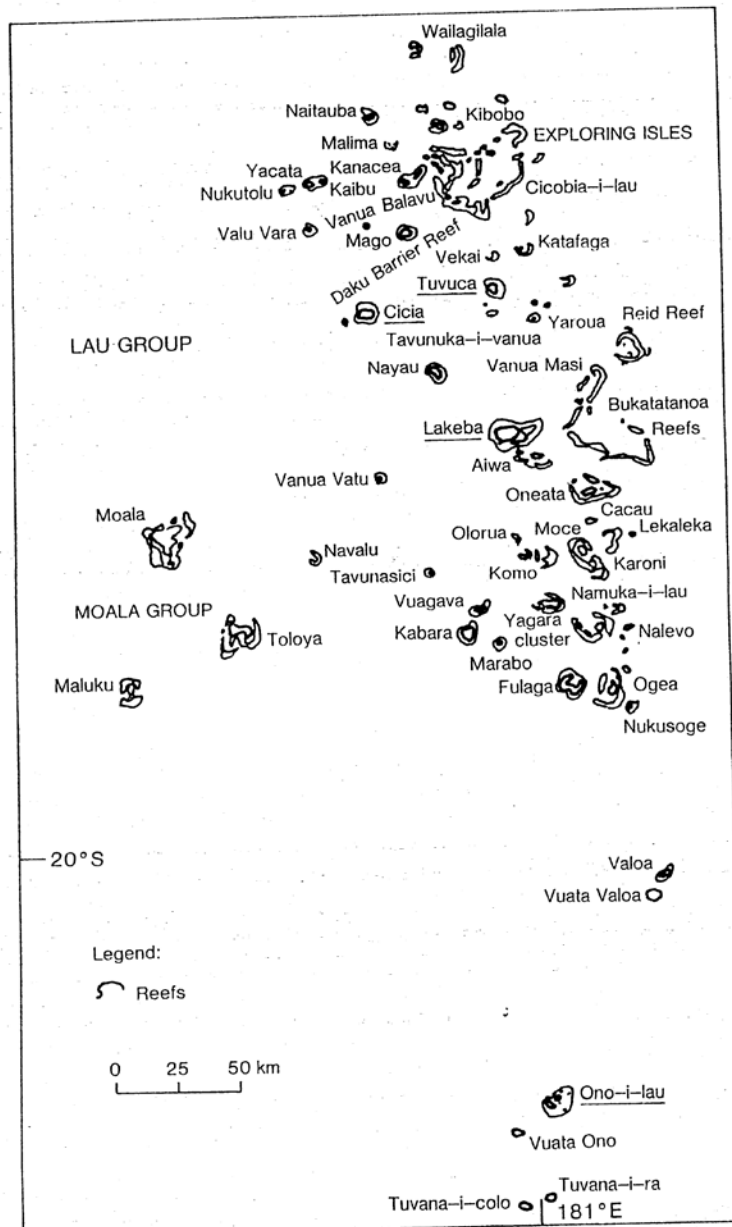 Wailagilala
Naitauba
Kibobo
Malima
EXPLORING ISLES
Yacata
Kanacea
Nukutolu
Kaibu
Cicobia–i–lau
Vanua Balavu
Valu Vara
Mago
Katafaga
Vekai
Daku Barrier Reef
Tuvuca
Cicia
Yaroua
Reid Reef
Tavunuka–i–vanua
LAU GROUP
Nayau
Vanua Masi
Bukatatanoa
Reefs
Lakeba
Aiwa
Vanua Vatu
Oneata
Cacau
Moala
Olorua
Moce
Lekaleka
Navalu
Karoni
Komo
Tavunasici
Namuka–i–lau
MOALA GROUP
Vuagava
Yagara
cluster
Nalevo
Toloya
Kabara
Marabo
Maluku
Fulaga
Ogea
Nukusoge
20°S
Valoa
Vuata Valoa
Legend:
Reefs
0 25 50 km
Ono–i–lau
Vuata Ono
Tuvana–i–ra
Tuvana–i–colo
181°E